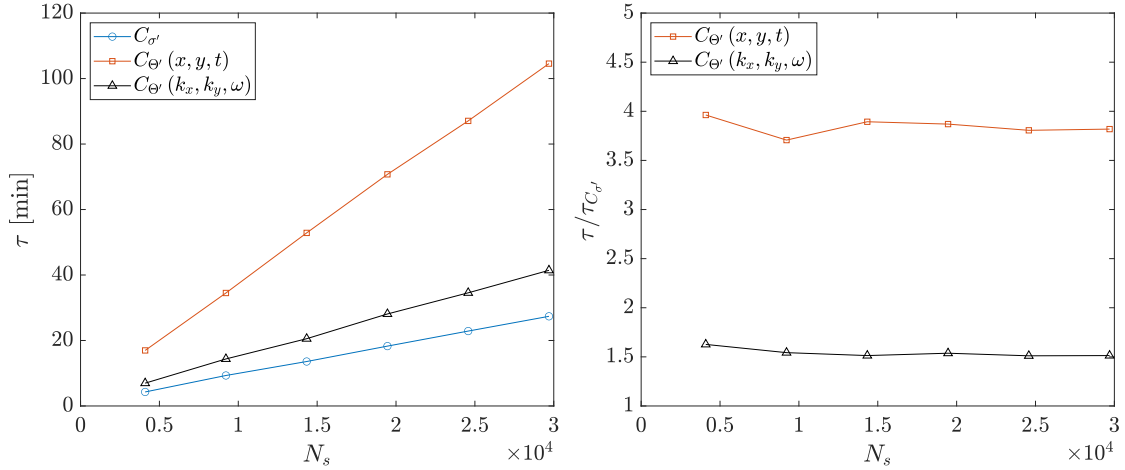 120
100
80
60
40
20
0
τ [min]
C_{σ'}
C_{Θ'} (x, y, t)
C_{Θ'} (k_x, k_y, ω)
0 0.5 1 1.5 2 2.5 3
N_s ×10^4
5
4.5
4
3.5
3
2.5
2
1.5
1
τ/τ_{C_{σ'}}
C_{Θ'} (x, y, t)
C_{Θ'} (k_x, k_y, ω)
0 0.5 1 1.5 2 2.5 3
N_s ×10^4